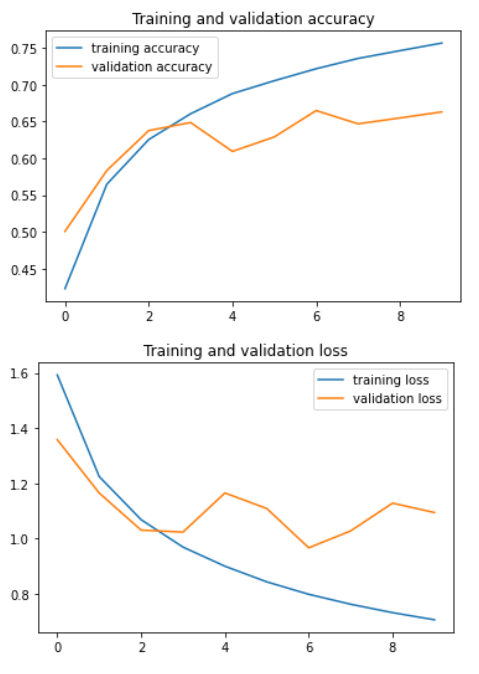 Training and validation accuracy
training accuracy
validation accuracy
0.75
0.70
0.65
0.60
0.55
0.50
0.45
0 2 4 6 8
Training and validation loss
training loss
validation loss
1.6
1.4
1.2
1.0
0.8
0 2 4 6 8